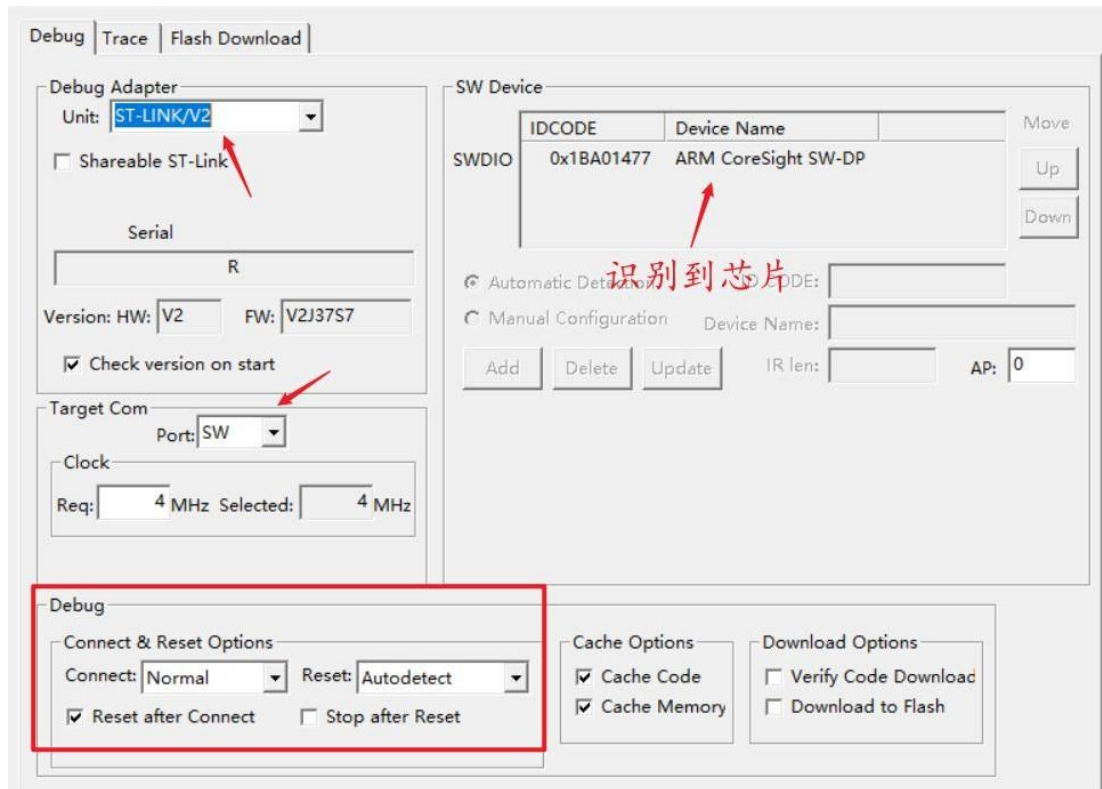 Debug Trace Flash Download
Debug Adapter
Unit: ST-LINK/V2
Shareable ST-Link
Serial
R
Version: HW: V2 FW: V2J37S7
Check version on start
Target Com
Port: SW
Clock
Req: 4 MHz Selected: 4 MHz
SW Device
IDCODE Device Name
SWDIO 0x1BA01477 ARM CoreSight SW-DP
Move
Up
Down
识别到芯片
Automatic Detection ID CODE:
Manual Configuration Device Name:
Add Delete Update IR len: AP: 0
Debug
Connect & Reset Options
Connect: Normal Reset: Autodetect
Reset after Connect Stop after Reset
Cache Options
Cache Code
Cache Memory
Download Options
Verify Code Download
Download to Flash